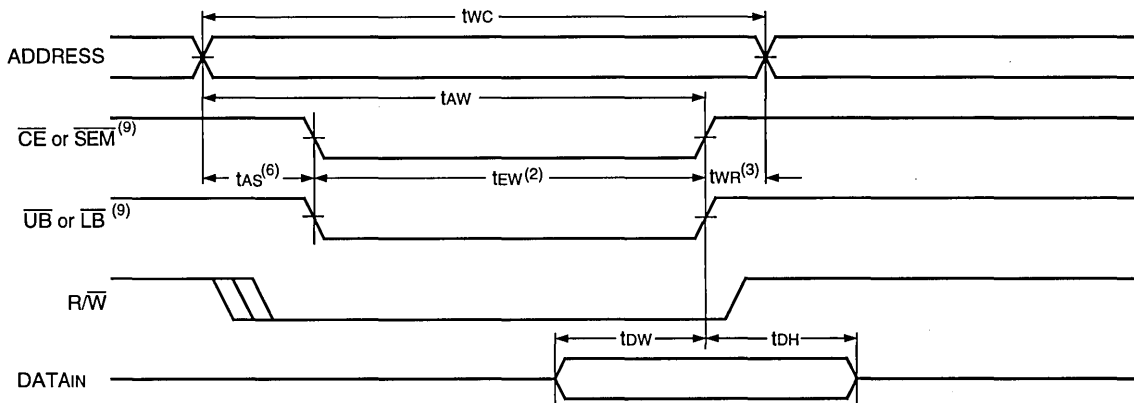 tWC
ADDRESS
tAW
CE or SEM(9)
tAS(6) tEW(2) tWR(3)
UB or LB (9)
R/W
tDW tDH
DATAIN